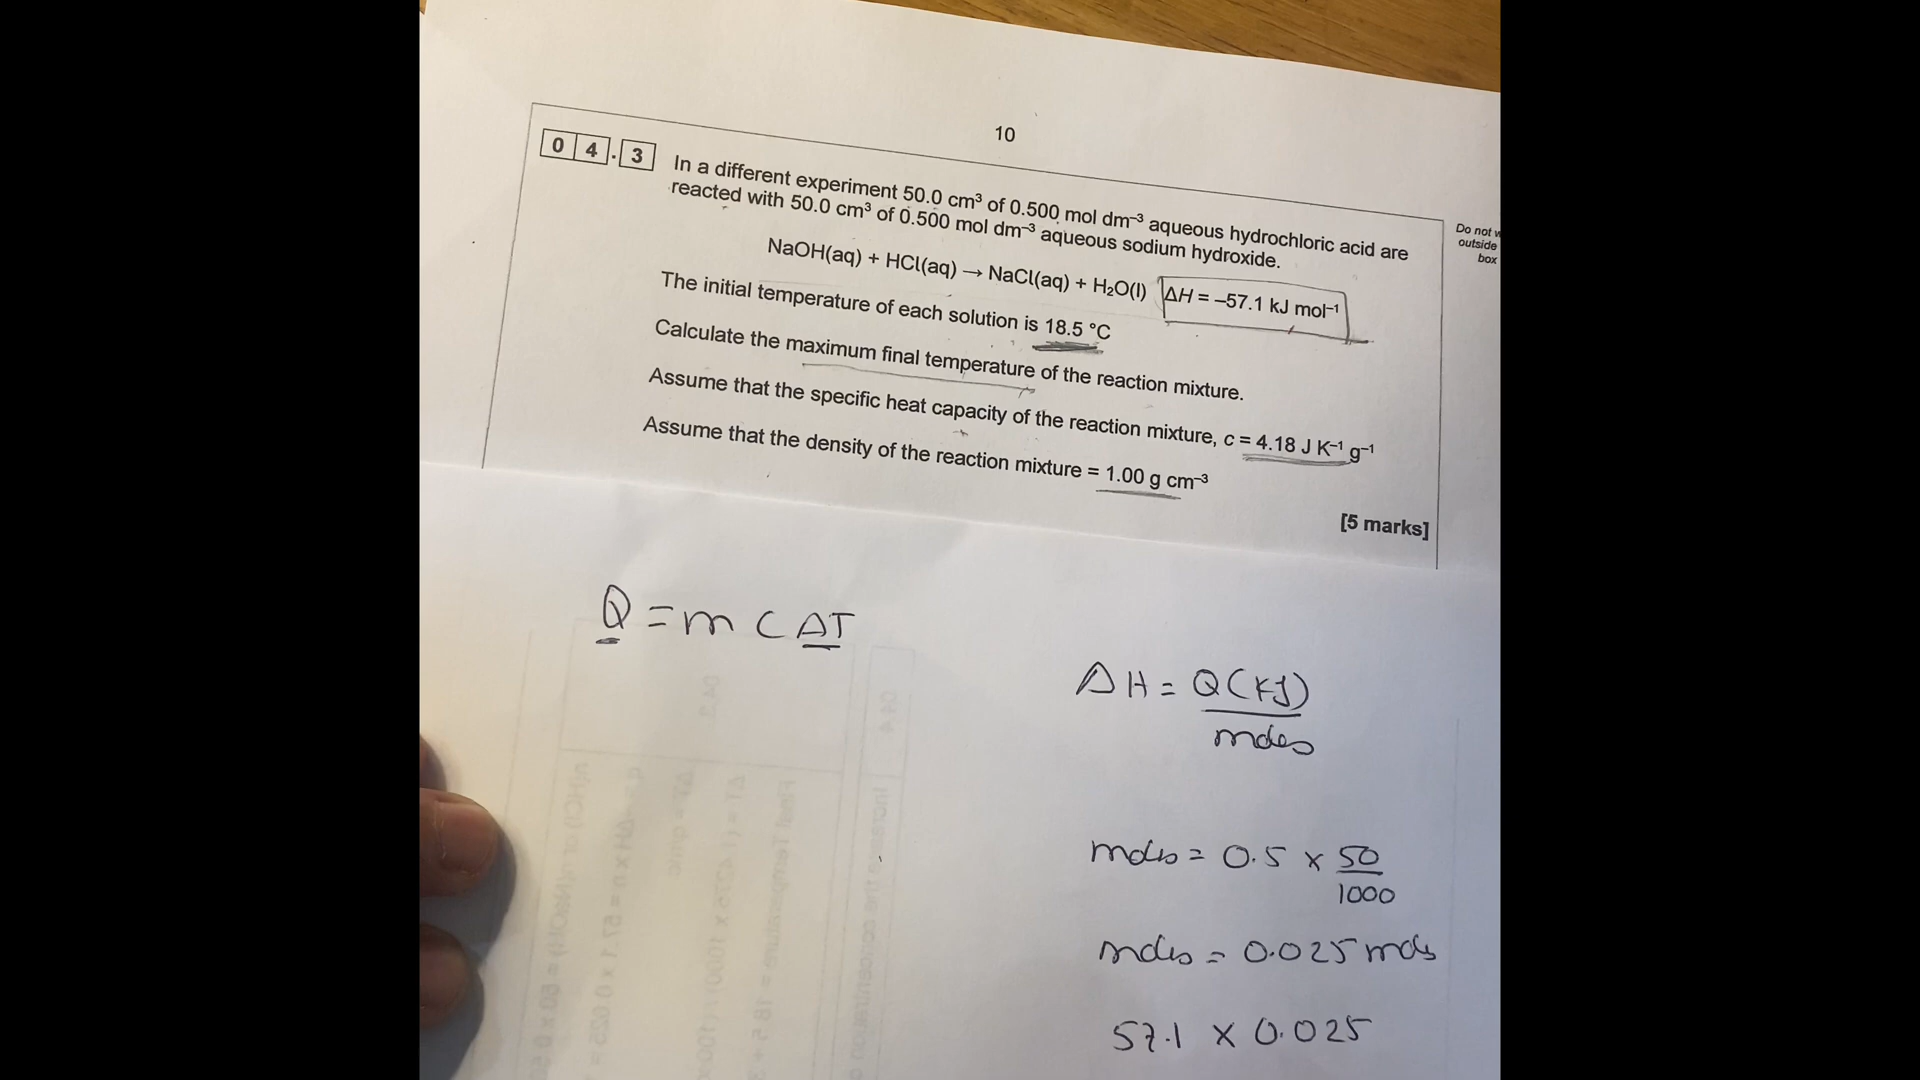 10
04.3 In a different experiment 50.0 cm³ of 0.500 mol dm⁻³ aqueous hydrochloric acid are
reacted with 50.0 cm³ of 0.500 mol dm⁻³ aqueous sodium hydroxide.
NaOH(aq) + HCl(aq) → NaCl(aq) + H₂O(l) ΔH = –57.1 kJ mol⁻¹
The initial temperature of each solution is 18.5 °C
Calculate the maximum final temperature of the reaction mixture.
Assume that the specific heat capacity of the reaction mixture, c = 4.18 J K⁻¹ g⁻¹
Assume that the density of the reaction mixture = 1.00 g cm⁻³
[5 marks]
Do not
outside
box
Q = m c ΔT
ΔH = Q(KJ)
moles
moles = 0.5 × 50
1000
moles = 0.025 mols
57.1 × 0.025